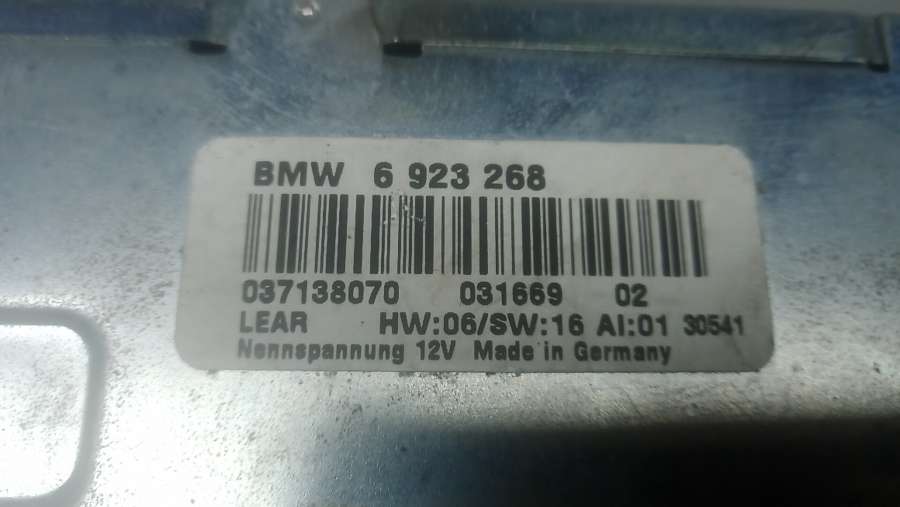 BMW 6 923 268
037138070 031669 02
LEAR HW:06/SW:16 AI:01 30541
Nennspannung 12V Made in Germany